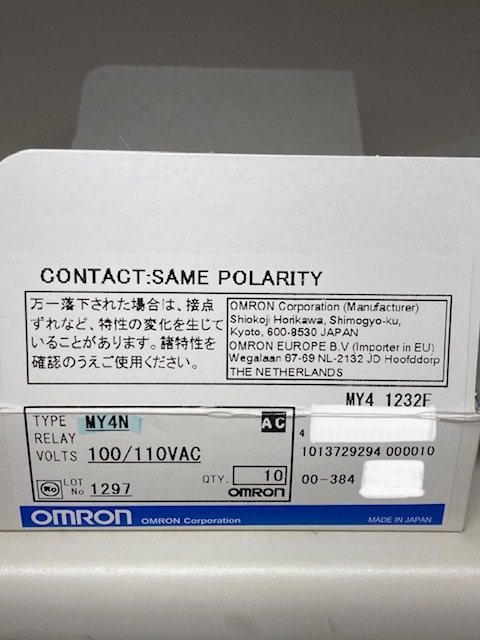 CONTACT:SAME POLARITY
万一落下された場合は、接点
ずれなど、特性の変化を生じて
いることがあります。諸特性を
確認のうえご使用ください。
OMRON Corporation (Manufacturer)
Shiokoji Horikawa, Shimogyo-ku,
Kyoto, 600-8530 JAPAN
OMRON EUROPE B.V (Importer in EU)
Wegalaan 67-69 NL-2132 JD Hoofddorp
THE NETHERLANDS
MY4 1232F
TYPE MY4N AC
RELAY
VOLTS 100/110VAC
LOT No 1297
QTY. 10
OMRON
4
1013729294 000010
00-384
OMRON OMRON Corporation
MADE IN JAPAN